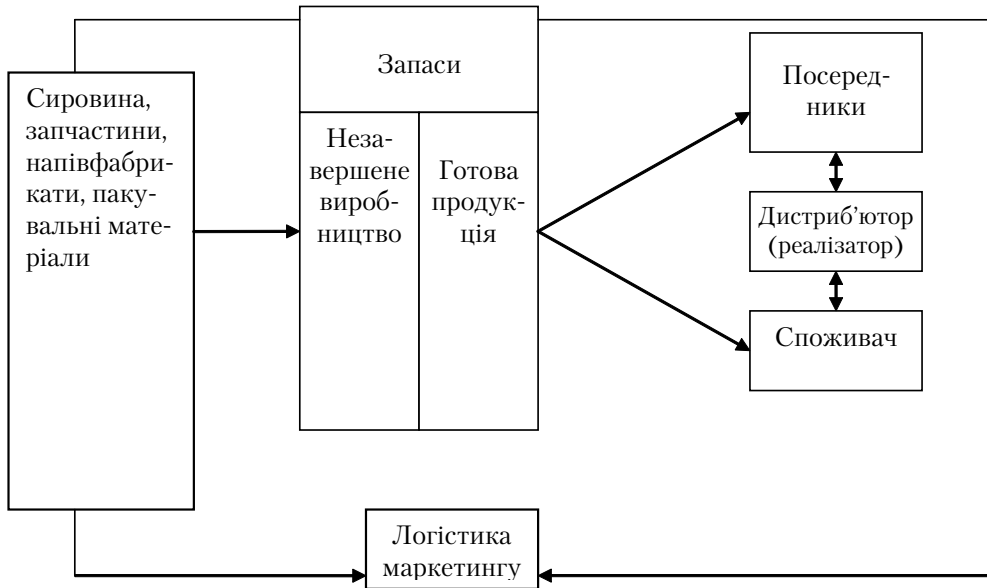 Сировина,
запчастини,
напівфабри-
кати, паку-
вальні мате-
ріали
Запаси
Неза-
вершене
вироб-
ництво
Готова
продук-
ція
Посеред-
ники
Дистриб’ютор
(реалізатор)
Споживач
Логістика
маркетингу